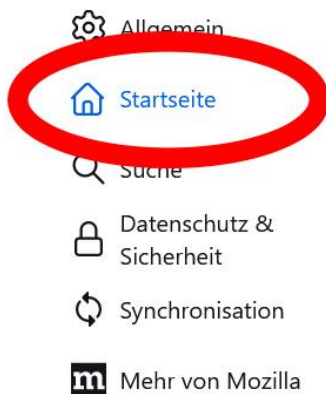 Allgemein
Startseite
Suche
Datenschutz &
Sicherheit
Synchronisation
m Mehr von Mozilla